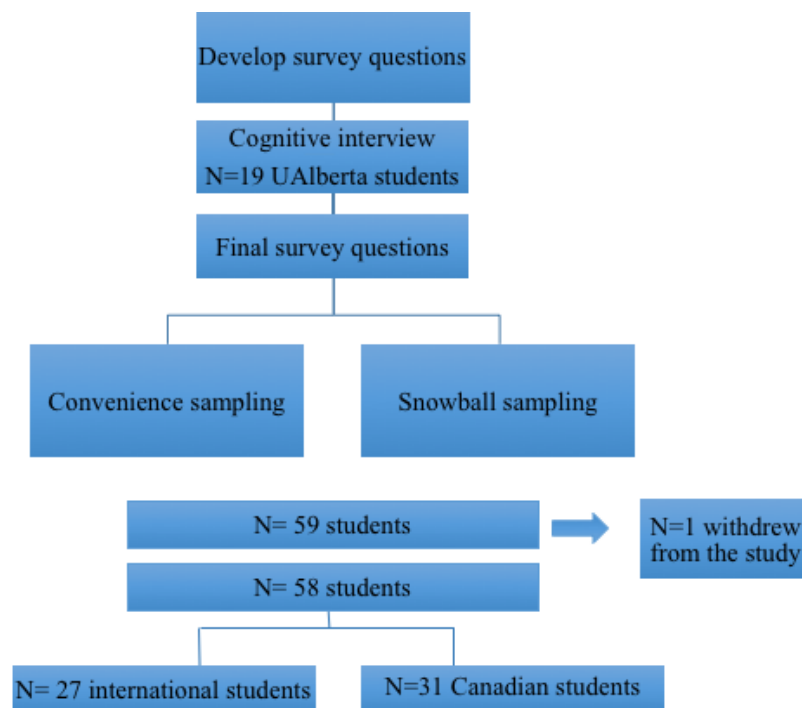 Develop survey questions
Cognitive interview
N=19 UAlberta students
Final survey questions
Convenience sampling
Snowball sampling
N= 59 students
N=1 withdrew
from the study
N= 58 students
N= 27 international students
N=31 Canadian students